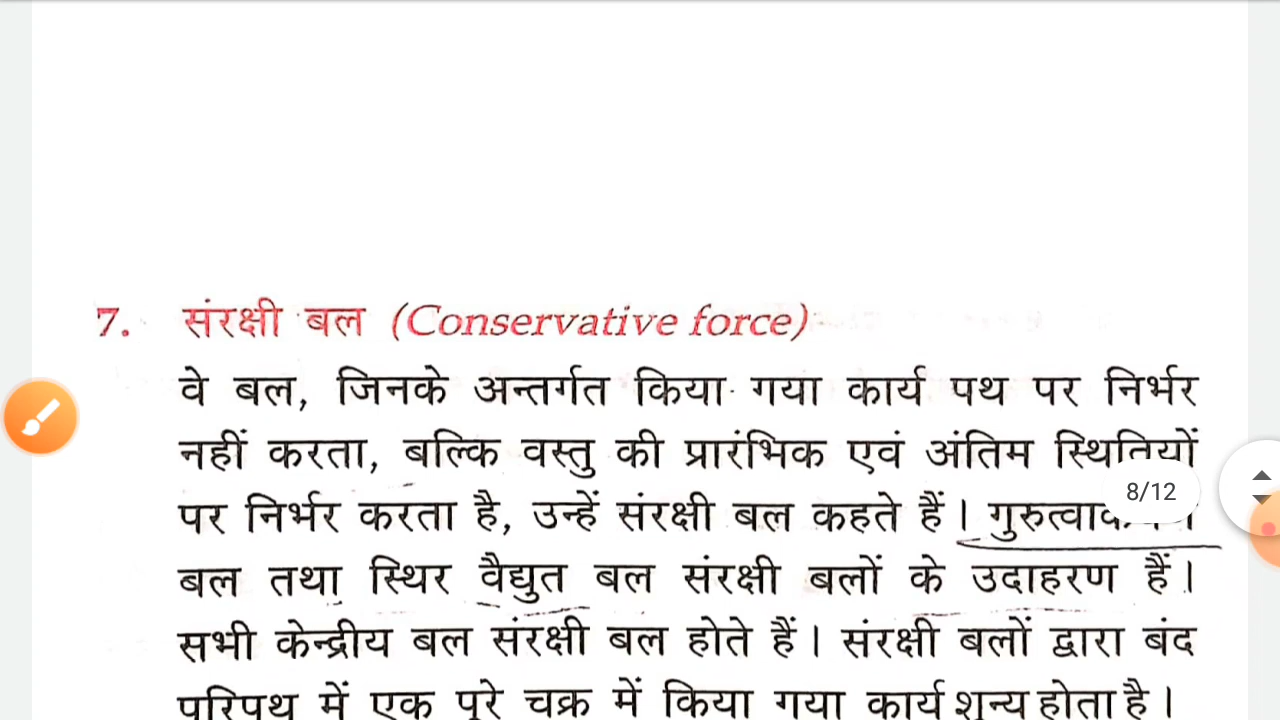 7. संरक्षी बल (Conservative force)
वे बल, जिनके अन्तर्गत किया गया कार्य पथ पर निर्भर
नहीं करता, बल्कि वस्तु की प्रारंभिक एवं अंतिम स्थितियों
पर निर्भर करता है, उन्हें संरक्षी बल कहते हैं।
8/12
बल तथा स्थिर वैद्युत बल संरक्षी बलों के उदाहरण हैं।
सभी केन्द्रीय बल संरक्षी बल होते हैं। संरक्षी बलों द्वारा बंद
परिपथ में एक पूरे चक्र में किया गया कार्य शून्य होता है।